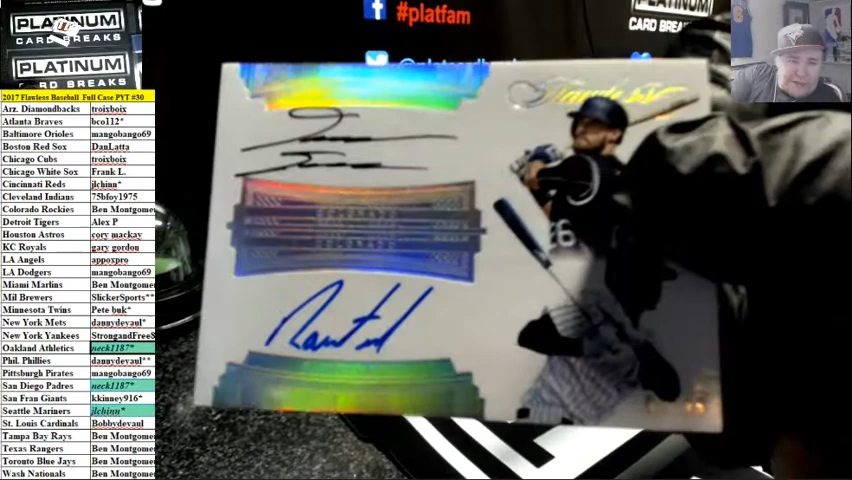 PLATINUM
CARD BREAKS
PLATINUM
CARD BREAKS
#platfam
PLATINUM
CARD BREAKS
2017 Flawless Baseball Full Case PYT #30
Arz. Diamondbacks troixboix
Atlanta Braves bco112*
Baltimore Orioles mangobango69
Boston Red Sox DanLatta
Chicago Cubs troixboix
Chicago White Sox Frank L.
Cincinnati Reds jlchinn*
Cleveland Indians 75bfoy1975
Colorado Rockies Ben Montgome
Detroit Tigers Alex P
Houston Astros cory mackay
KC Royals gary gordon
LA Angels appoxpro
LA Dodgers mangobango69
Miami Marlins Ben Montgome
Mil Brewers SlickerSports**
Minnesota Twins Pete buk*
New York Mets dannydevaul*
New York Yankees StrongandFreeS
Oakland Athletics neck1187*
Phil. Phillies dannydevaul**
Pittsburgh Pirates mangobango69
San Diego Padres neck1187*
San Fran Giants kkinney916*
Seattle Mariners jlchinn*
St. Louis Cardinals Bobbydevaul
Tampa Bay Rays Ben Montgome
Texas Rangers Ben Montgome
Toronto Blue Jays Ben Montgome
Wash Nationals Ben Montgome
COLORADO
COLORADO